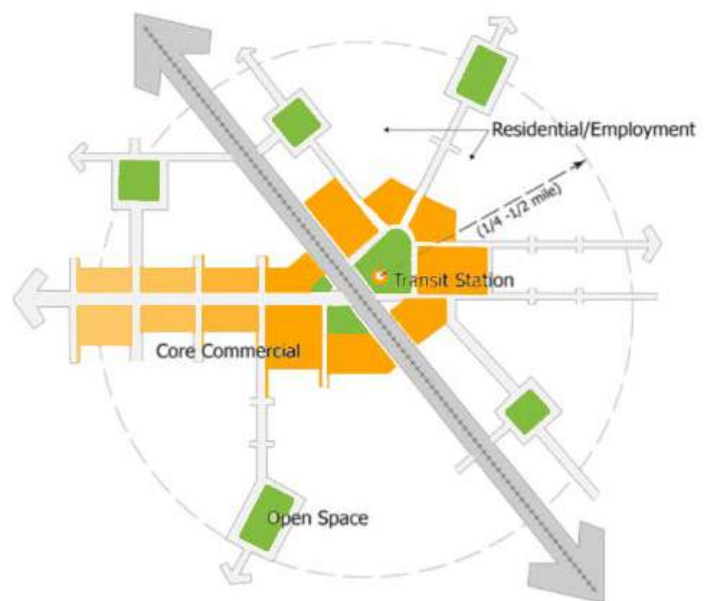 Residential/Employment
(1/4 -1/2 mile)
Transit Station
Core Commercial
Open Space